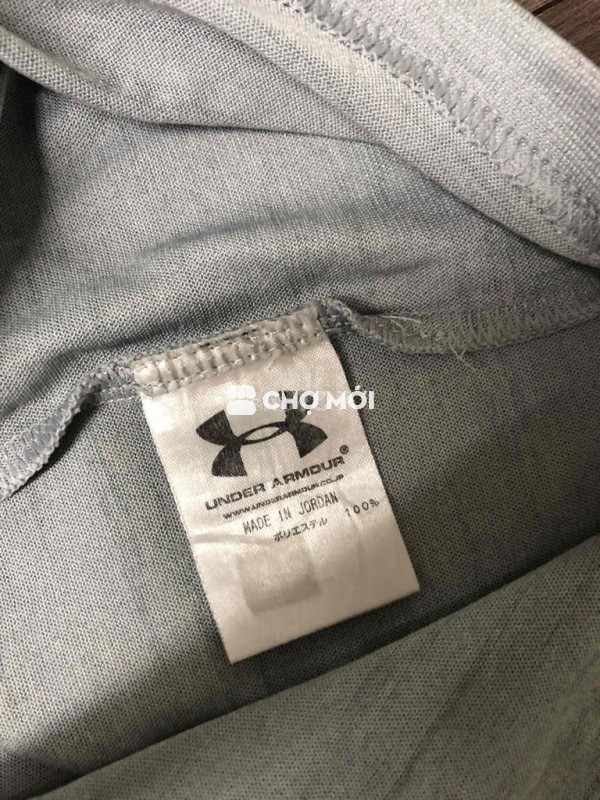 CHỢ MỚI
UNDER ARMOUR®
WWW.UNDERARMOUR.CO.JP
MADE IN JORDAN
ポリエステル 100%